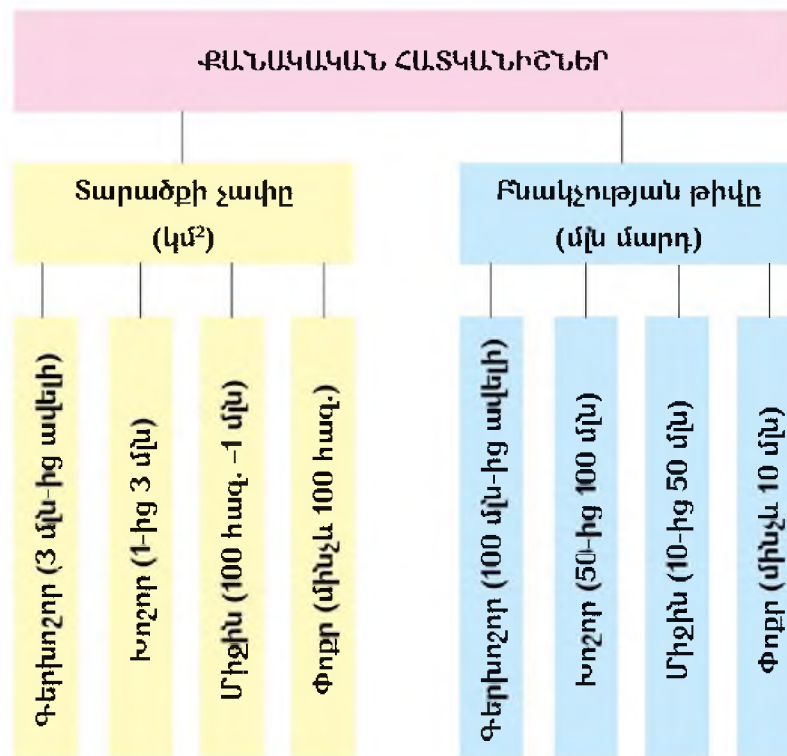 ՔԱՆԱԿԱԿԱՆ ՀԱՏԿԱՆԻՇՆԵՐ
Տարածքի չափը
(կմ²)
Գերխոշոր (3 մլն-ից ավելի)
Խոշոր (1-ից 3 մլն)
Միջին (100 հազ. –1 մլն)
Փոքր (մինչև 100 հազ.)
Բնակչության թիվը
(մլն մարդ)
Գերխոշոր (100 մլն-ից ավելի)
Խոշոր (50-ից 100 մլն)
Միջին (10-ից 50 մլն)
Փոքր (մինչև 10 մլն)